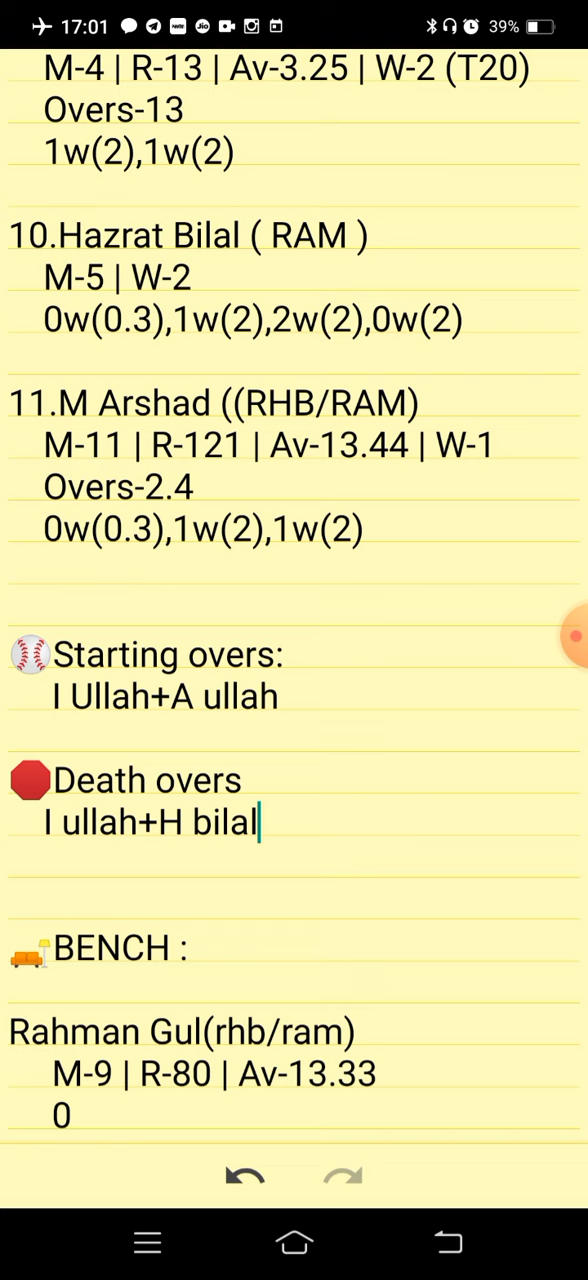 17:01
39%
M-4 | R-13 | Av-3.25 | W-2 (T20)
Overs-13
1w(2),1w(2)
10.Hazrat Bilal ( RAM )
M-5 | W-2
0w(0.3),1w(2),2w(2),0w(2)
11.M Arshad ((RHB/RAM)
M-11 | R-121 | Av-13.44 | W-1
Overs-2.4
0w(0.3),1w(2),1w(2)
Starting overs:
I Ullah+A ullah
Death overs
I ullah+H bilal
BENCH :
Rahman Gul(rhb/ram)
M-9 | R-80 | Av-13.33
0